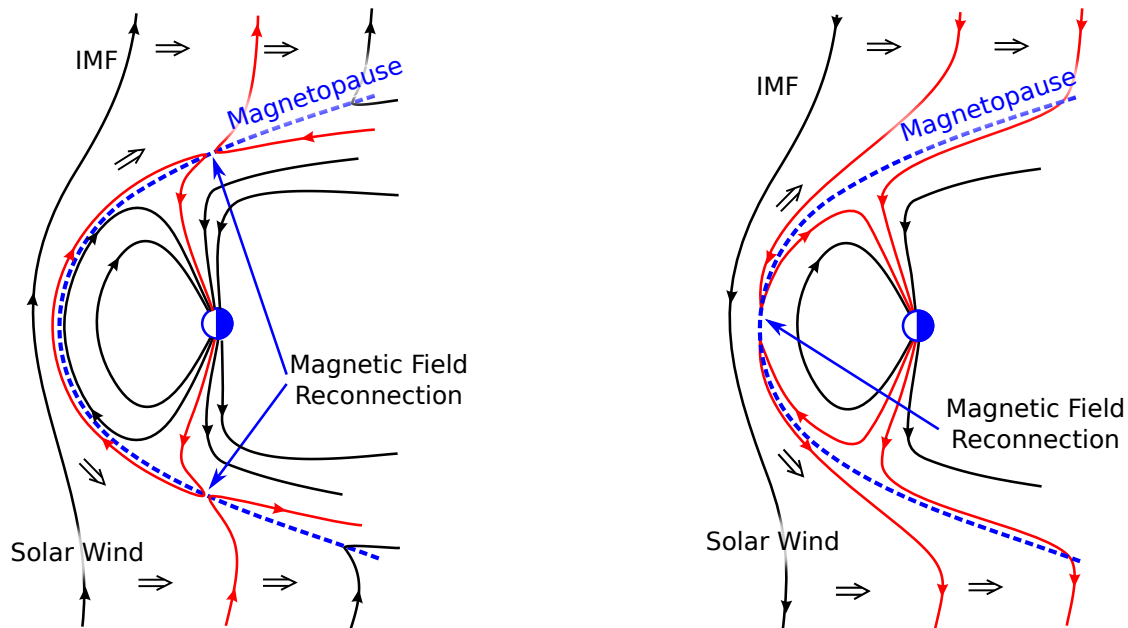 IMF
Magnetopause
Magnetic Field
Reconnection
Solar Wind
IMF
Magnetopause
Magnetic Field
Reconnection
Solar Wind